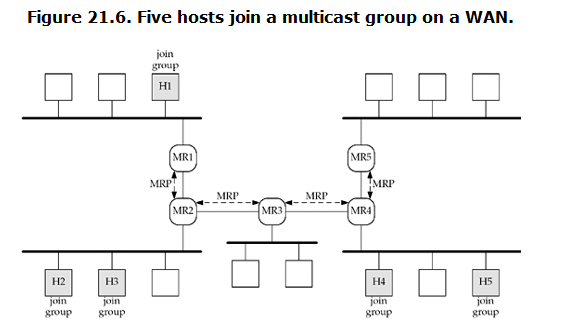 Figure 21.6. Five hosts join a multicast group on a WAN.
join
group
H1
MR1
MR5
MRP
MRP
MRP
MRP
MR2
MR3
MR4
H2
H3
H4
H5
join
group
join
group
join
group
join
group